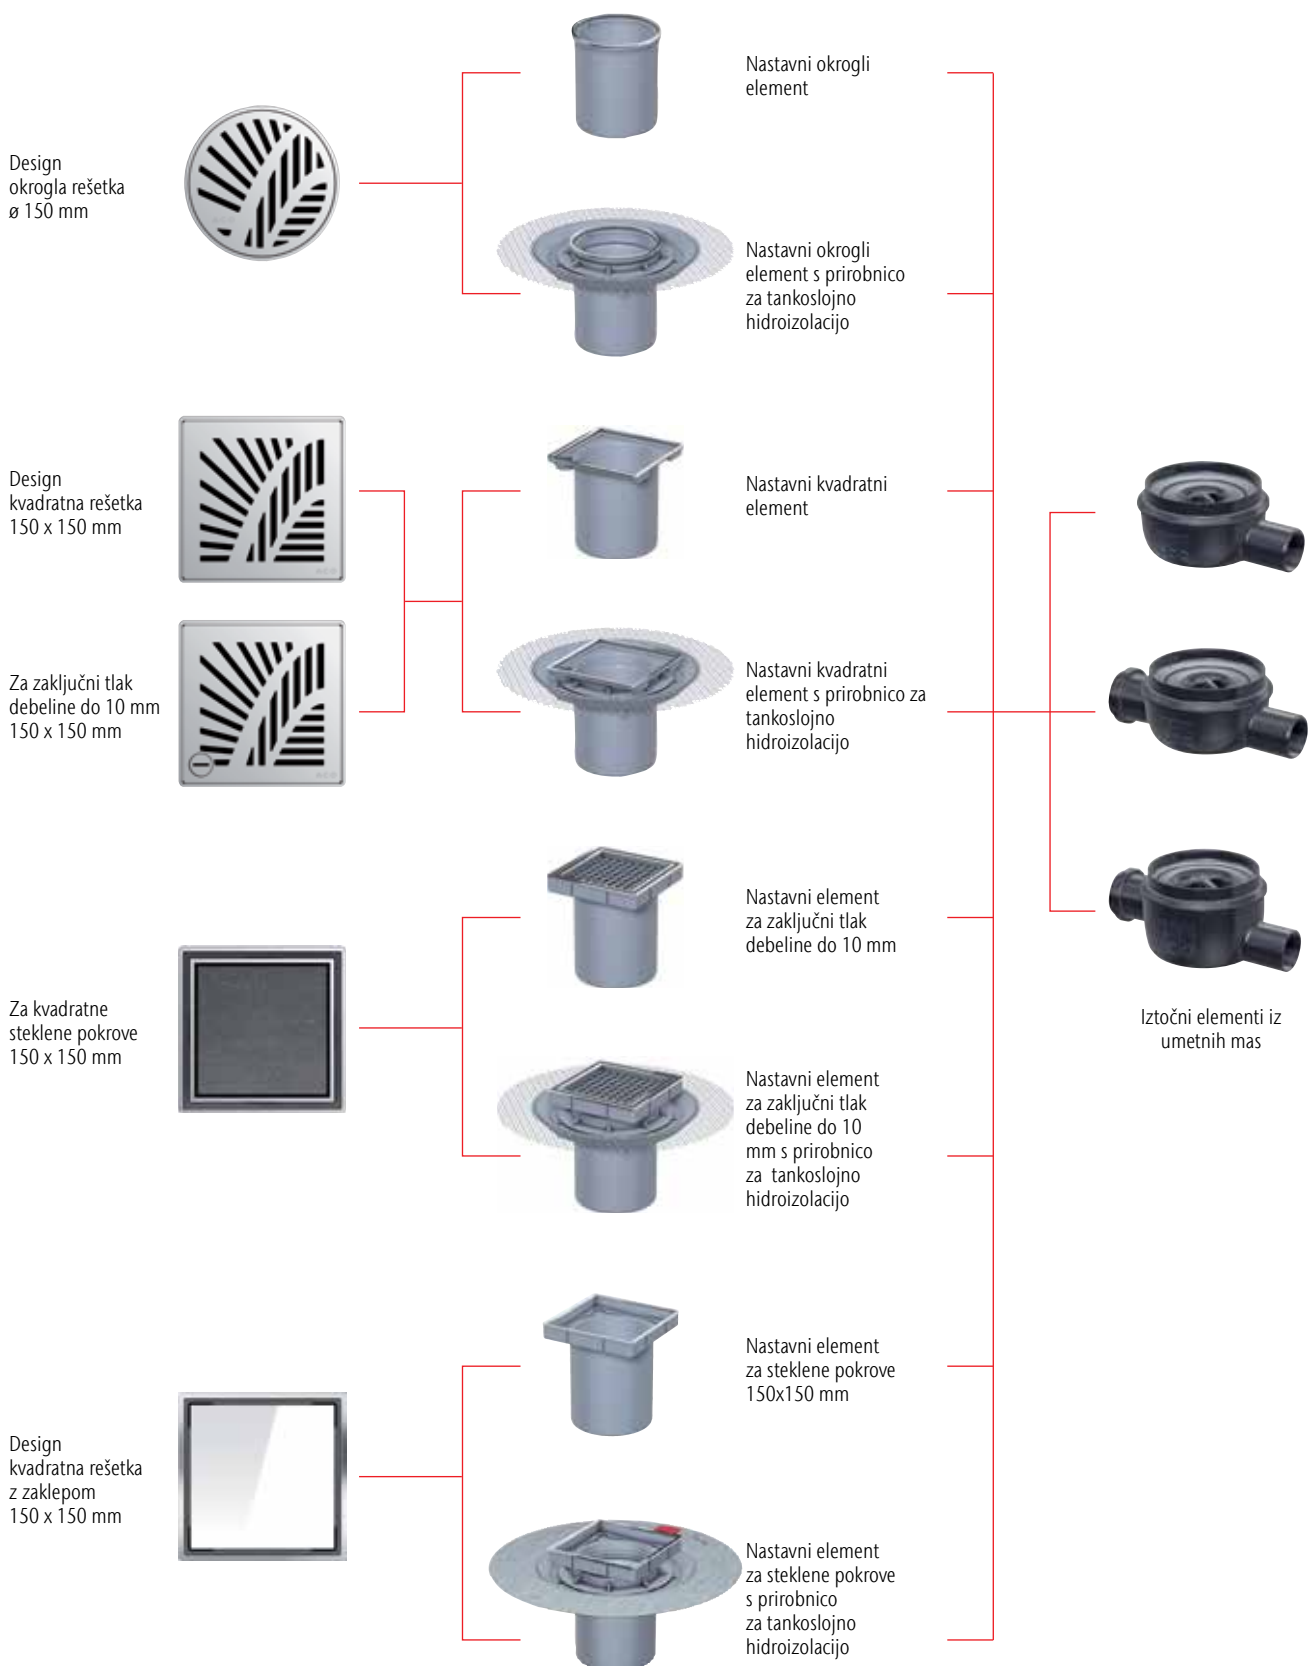 Design
okrogla rešetka
ø 150 mm
Nastavni okrogli
element
Nastavni okrogli
element s prirobnico
za tankoslojno
hidroizolacijo
Design
kvadratna rešetka
150 x 150 mm
Nastavni kvadratni
element
Za zaključni tlak
debeline do 10 mm
150 x 150 mm
Nastavni kvadratni
element s prirobnico za
tankoslojno
hidroizolacijo
Nastavni element
za zaključni tlak
debeline do 10 mm
Za kvadratne
steklene pokrove
150 x 150 mm
Nastavni element
za zaključni tlak
debeline do 10
mm s prirobnico
za  tankoslojno
hidroizolacijo
Iztočni elementi iz
umetnih mas
Nastavni element
za steklene pokrove
150x150 mm
Design
kvadratna rešetka
z zaklepom
150 x 150 mm
Nastavni element
za steklene pokrove
s prirobnico
za tankoslojno
hidroizolacijo
ACO
ACO